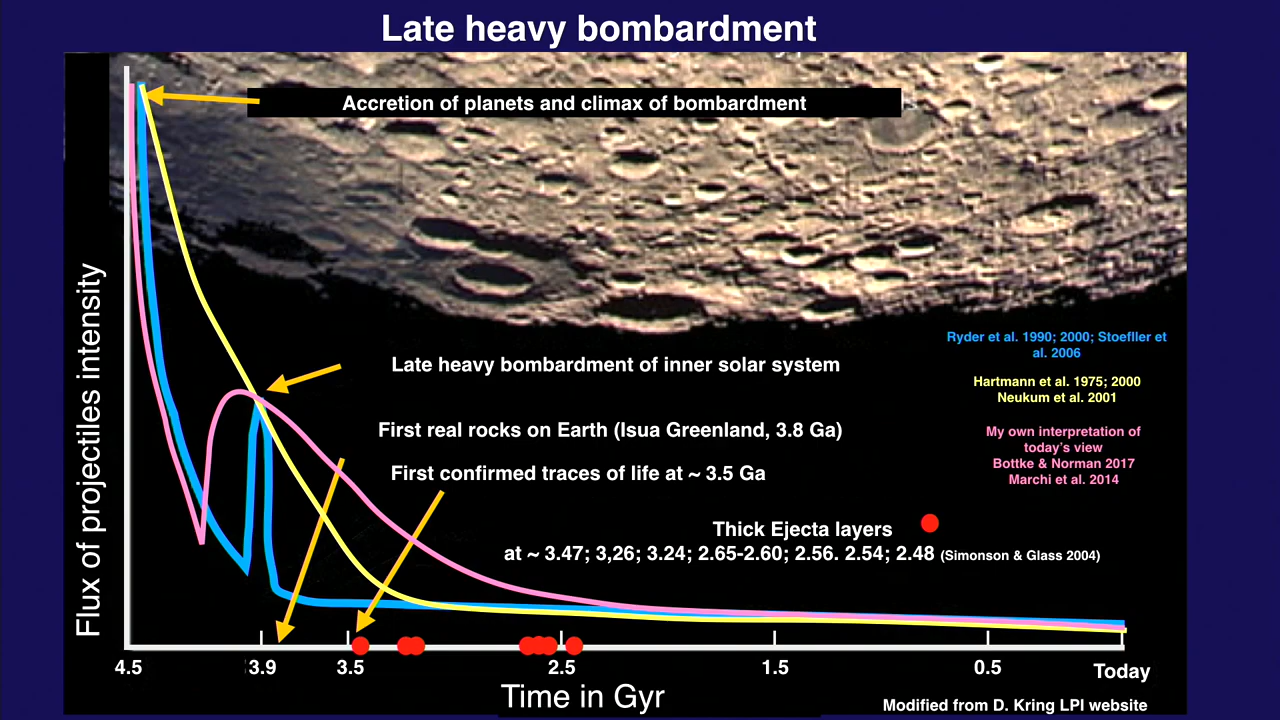 Late heavy bombardment
Accretion of planets and climax of bombardment
Flux of projectiles intensity
Ryder et al. 1990; 2000; Stoefller et
al. 2006
Late heavy bombardment of inner solar system
Hartmann et al. 1975; 2000
Neukum et al. 2001
First real rocks on Earth (Isua Greenland, 3.8 Ga)
My own interpretation of
today's view
Bottke & Norman 2017
Marchi et al. 2014
First confirmed traces of life at ~ 3.5 Ga
Thick Ejecta layers
at ~ 3.47; 3,26; 3.24; 2.65-2.60; 2.56. 2.54; 2.48 (Simonson & Glass 2004)
4.5 3.9 3.5 2.5 1.5 0.5 Today
Time in Gyr
Modified from D. Kring LPI website